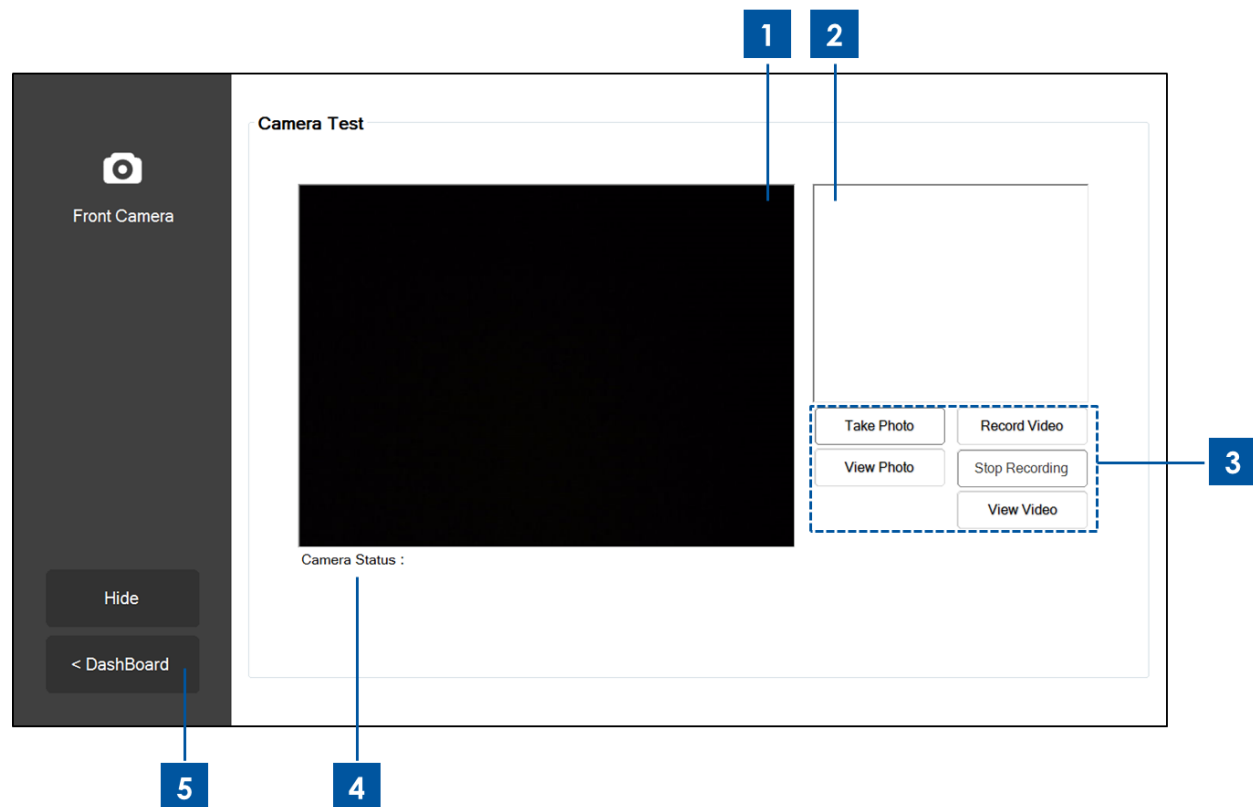 1 2
Camera Test
Front Camera
Take Photo Record Video
View Photo Stop Recording
View Video
3
Camera Status :
Hide
< DashBoard
5 4